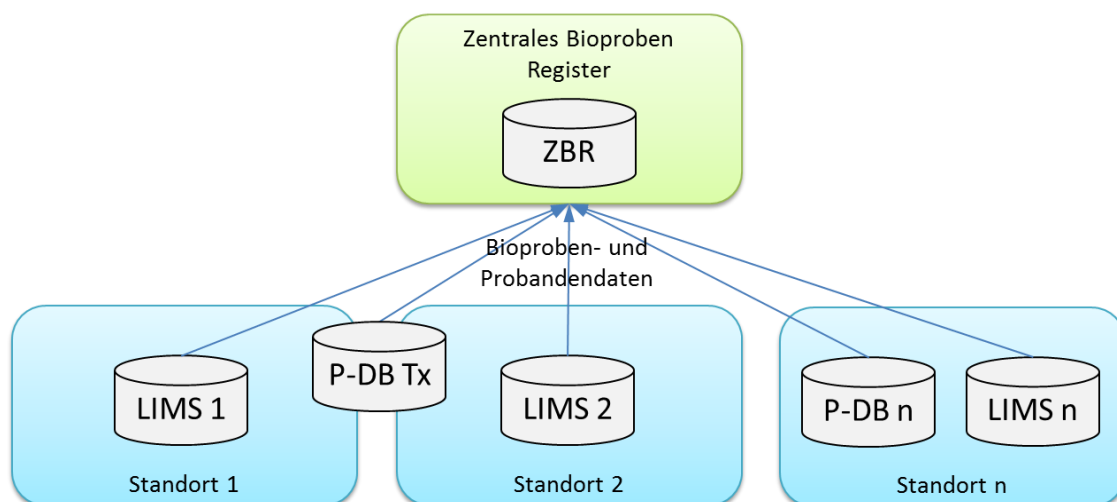 Zentrales Bioproben
Register
ZBR
Bioproben- und
Probandendaten
LIMS 1
P-DB Tx
LIMS 2
P-DB n
LIMS n
Standort 1
Standort 2
Standort n